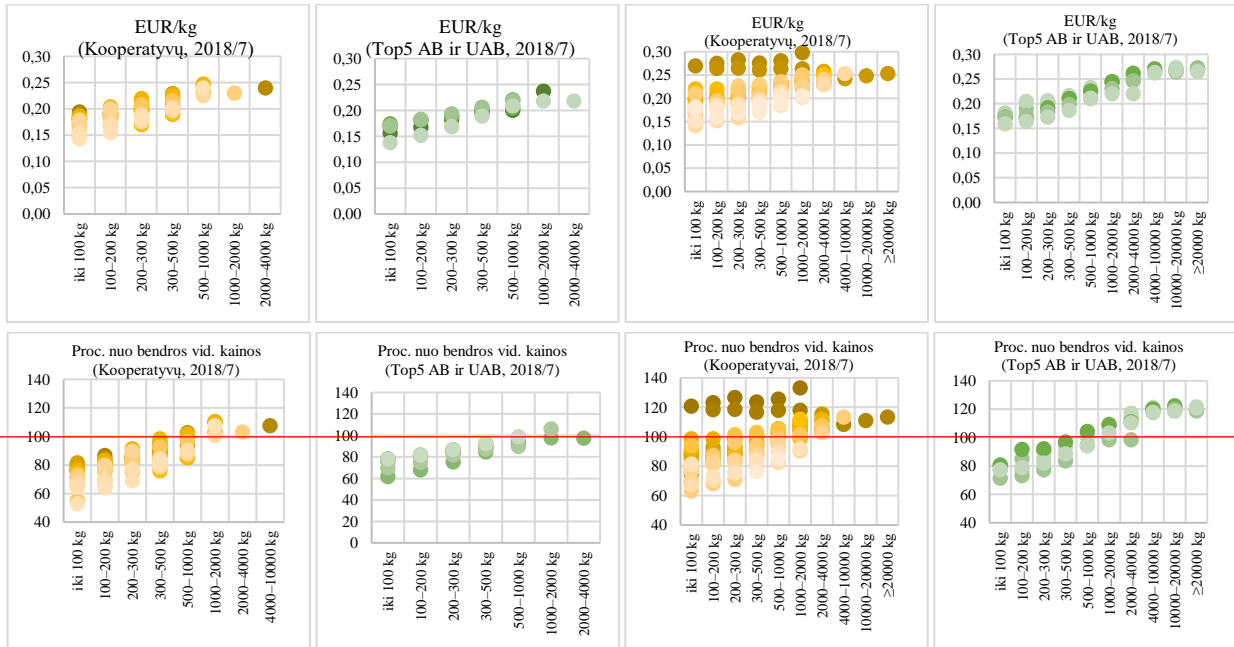 EUR/kg
(Kooperatyvų, 2018/7)
0,30
0,25
0,20
0,15
0,10
0,05
0,00
iki 100 kg
100–200 kg
200–300 kg
300–500 kg
500–1000 kg
1000–2000 kg
2000–4000 kg
EUR/kg
(Top5 AB ir UAB, 2018/7)
0,30
0,25
0,20
0,15
0,10
0,05
0,00
iki 100 kg
100–200 kg
200–300 kg
300–500 kg
500–1000 kg
1000–2000 kg
2000–4000 kg
EUR/kg
(Kooperatyvų, 2018/7)
0,30
0,25
0,20
0,15
0,10
0,05
0,00
iki 100 kg
100–200 kg
200–300 kg
300–500 kg
500–1000 kg
1000–2000 kg
2000–4000 kg
4000–10000 kg
10000–20000 kg
≥20000 kg
EUR/kg
(Top5 AB ir UAB, 2018/7)
0,30
0,25
0,20
0,15
0,10
0,05
0,00
iki 100 kg
100–200 kg
200–300 kg
300–500 kg
500–1000 kg
1000–2000 kg
2000–4000 kg
4000–10000 kg
10000–20000 kg
≥20000 kg
Proc. nuo bendros vid. kainos
(Kooperatyvų, 2018/7)
140
120
100
80
60
40
iki 100 kg
100–200 kg
200–300 kg
300–500 kg
500–1000 kg
1000–2000 kg
2000–4000 kg
4000–10000 kg
Proc. nuo bendros vid. kainos
(Top5 AB ir UAB, 2018/7)
140
120
100
80
60
40
20
0
iki 100 kg
100–200 kg
200–300 kg
300–500 kg
500–1000 kg
1000–2000 kg
2000–4000 kg
Proc. nuo bendros vid. kainos
(Kooperatyvai, 2018/7)
140
120
100
80
60
40
iki 100 kg
100–200 kg
200–300 kg
300–500 kg
500–1000 kg
1000–2000 kg
2000–4000 kg
4000–10000 kg
10000–20000 kg
≥20000 kg
Proc. nuo bendros vid. kainos
(Top5 AB ir UAB, 2018/7)
140
120
100
80
60
40
iki 100 kg
100–200 kg
200–300 kg
300–500 kg
500–1000 kg
1000–2000 kg
2000–4000 kg
4000–10000 kg
10000–20000 kg
≥20000 kg